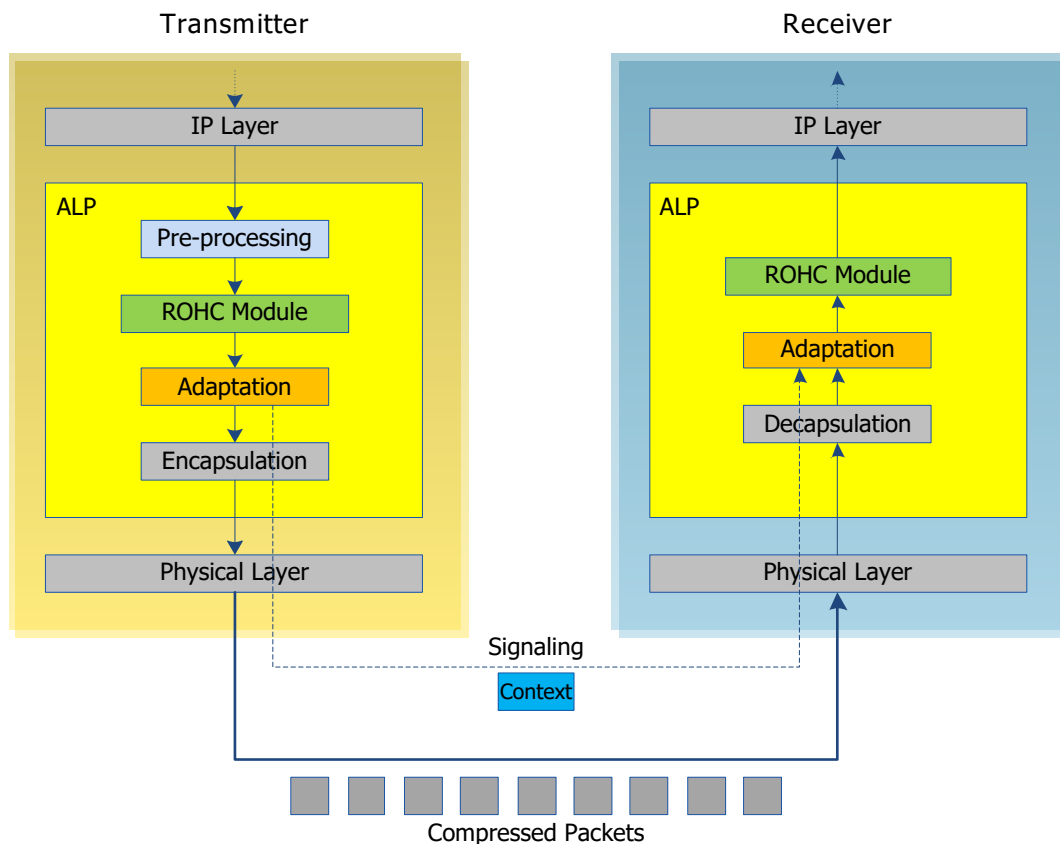 Transmitter
Receiver
IP Layer
IP Layer
ALP
ALP
Pre-processing
ROHC Module
ROHC Module
Adaptation
Adaptation
Encapsulation
Decapsulation
Physical Layer
Physical Layer
Signaling
Context
Compressed Packets